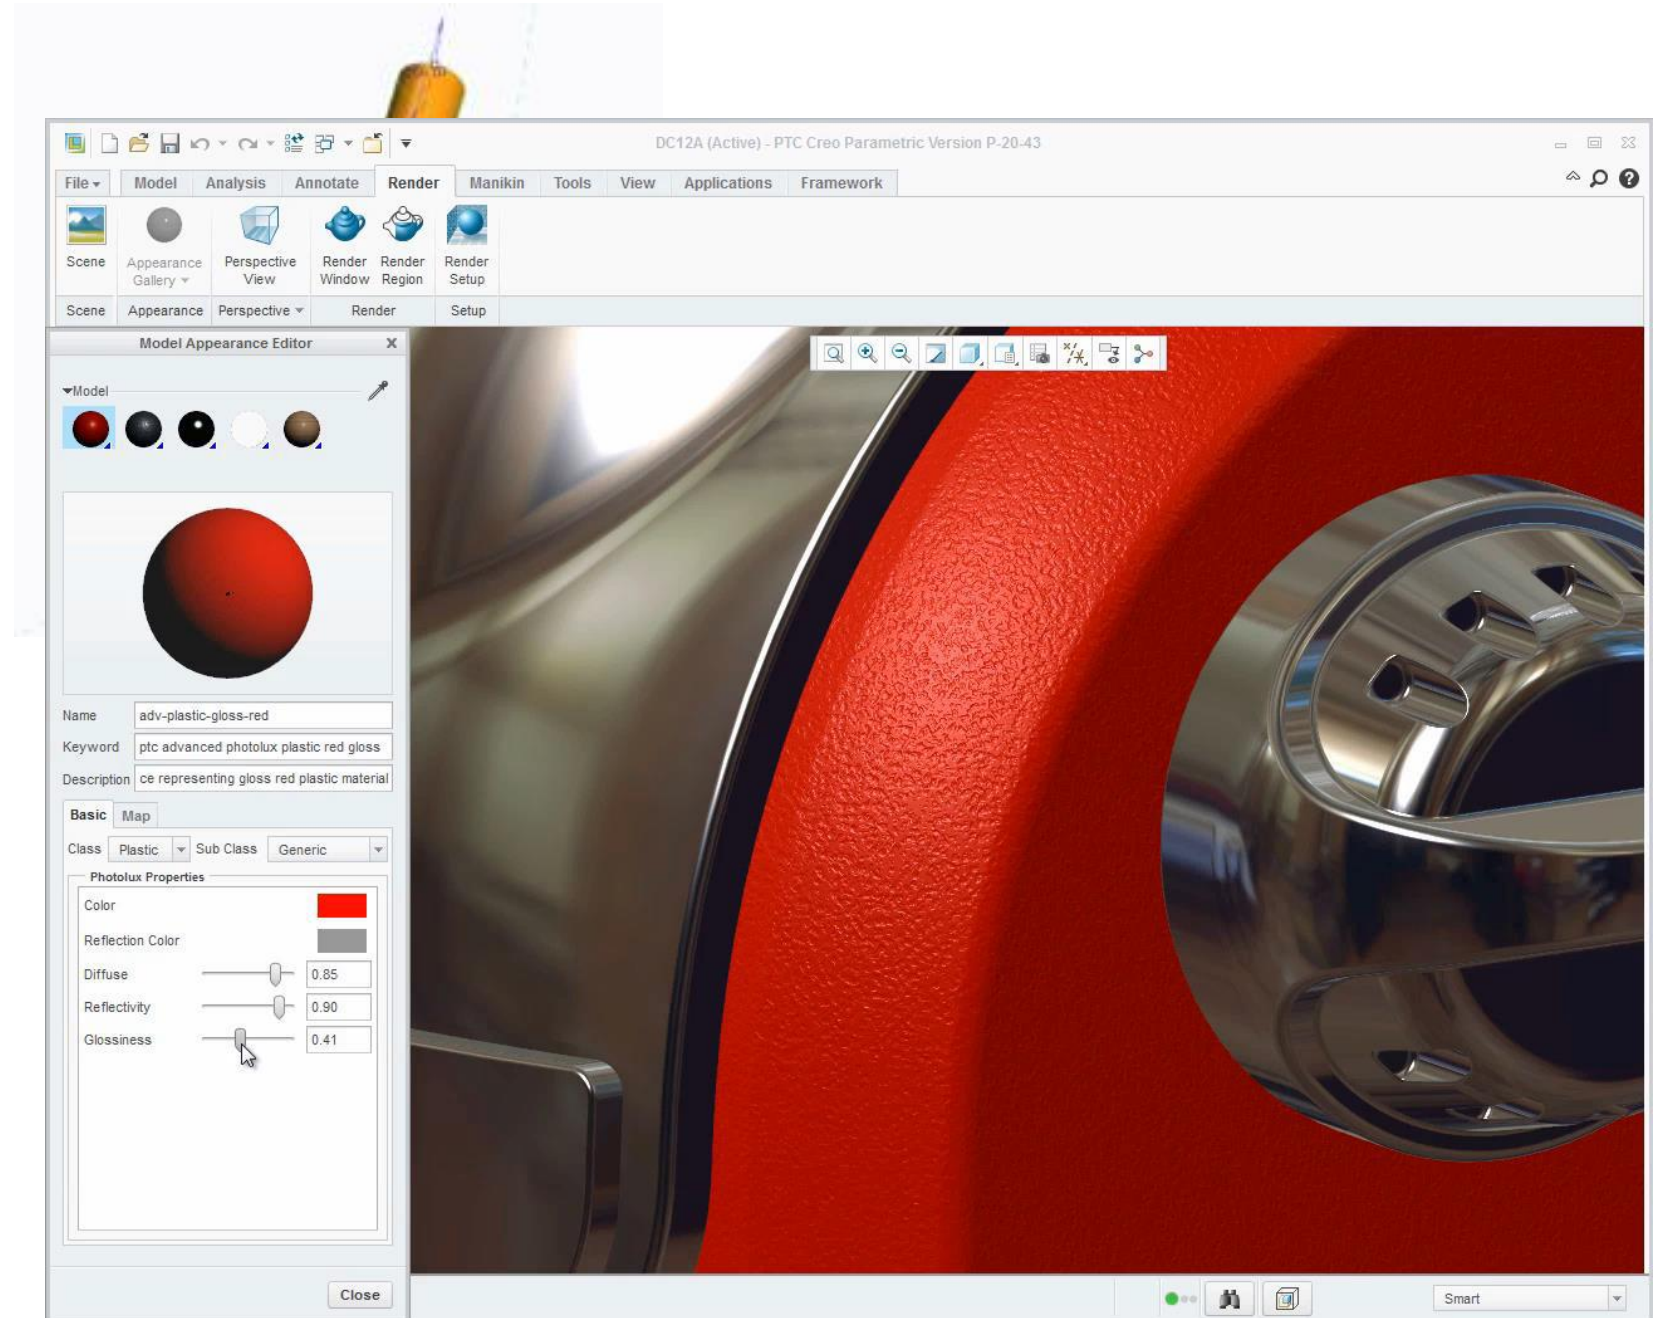 DC12A (Active) - PTC Creo Parametric Version P-20-43
File Model Analysis Annotate Render Manikin Tools View Applications Framework
Scene Appearance Gallery Perspective View Render Window Render Region Render Setup
Scene Appearance Perspective Render Setup
Model Appearance Editor X
Model
Name adv-plastic-gloss-red
Keyword ptc advanced photolux plastic red gloss
Description ce representing gloss red plastic material
Basic Map
Class Plastic Sub Class Generic
Photolux Properties
Color
Reflection Color
Diffuse 0.85
Reflectivity 0.90
Glossiness 0.41
Close
Smart